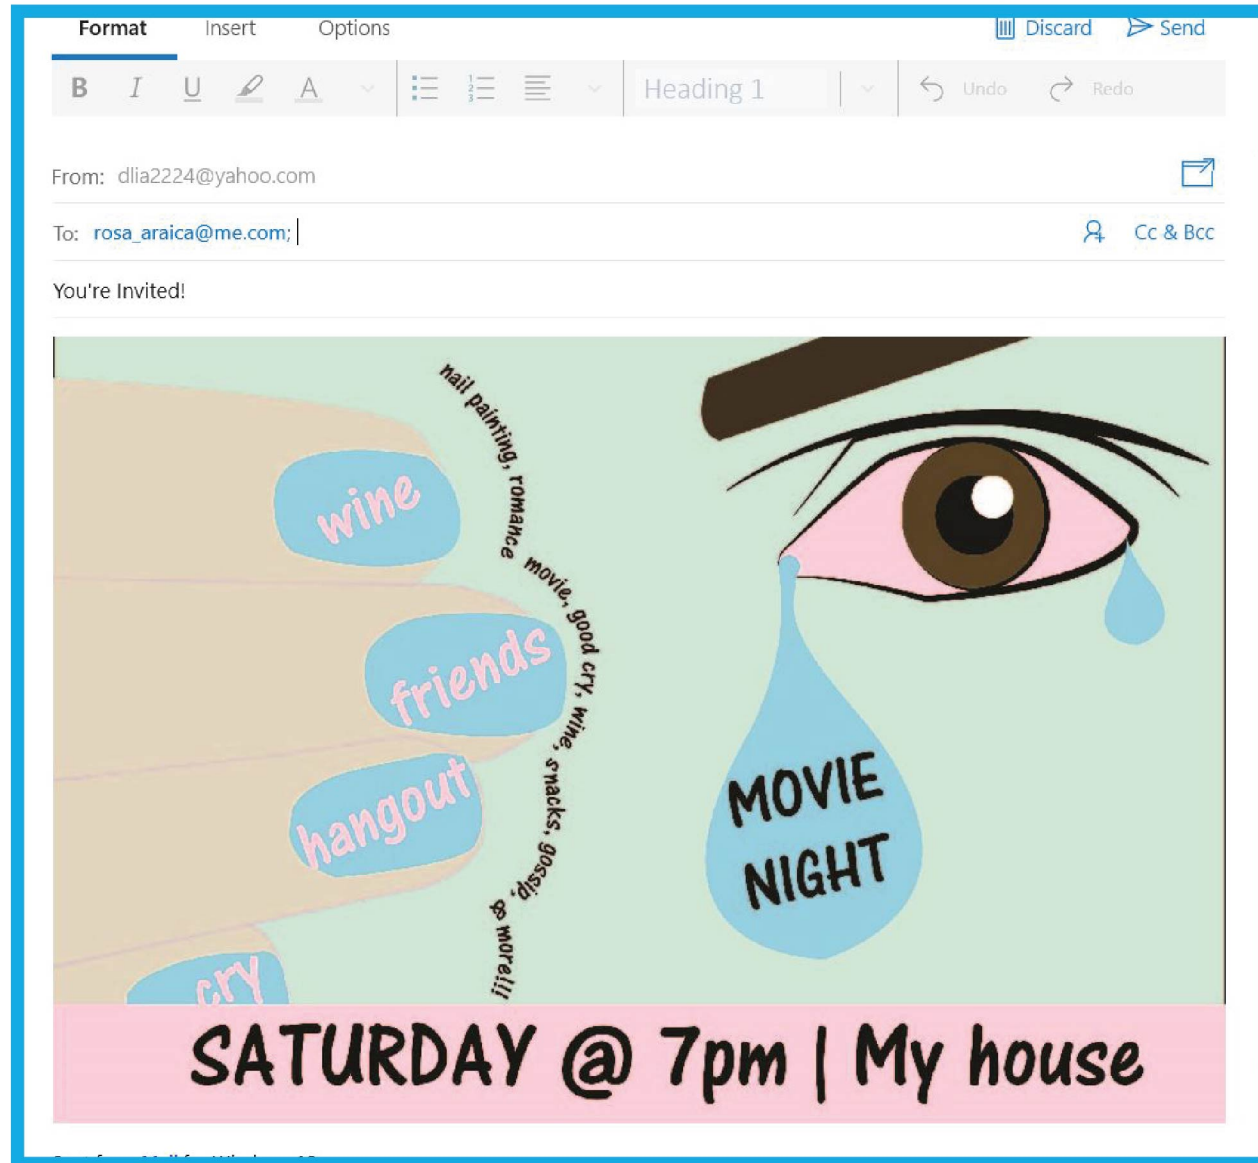 Format Insert Options Discard Send
B I U A Heading 1 Undo Redo
From: dlia2224@yahoo.com
To: rosa_araica@me.com; Cc & Bcc
You're Invited!
nail painting, romance movie, good cry, wine, snacks, gossip, & more!!!
wine
friends
hangout
cry
MOVIE
NIGHT
SATURDAY @ 7pm | My house